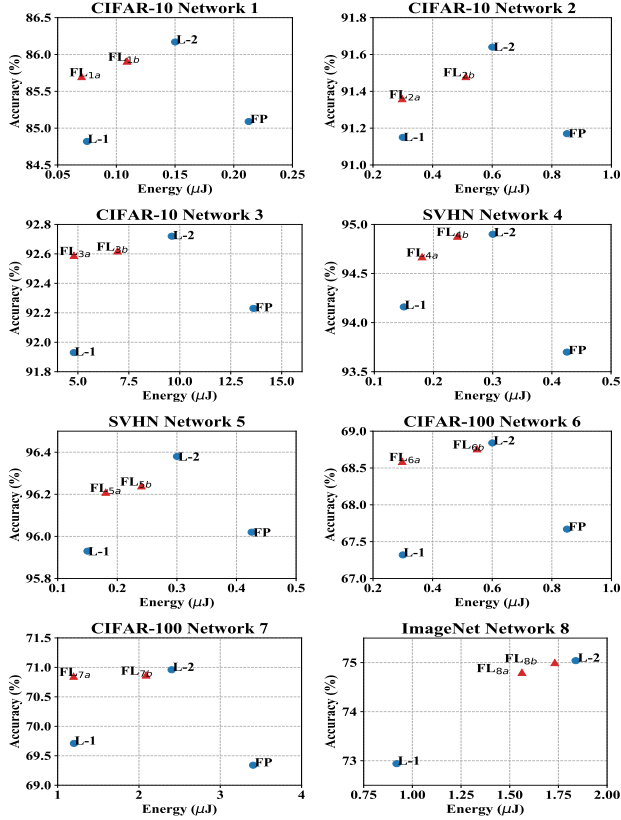 CIFAR-10 Network 1
Accuracy (%)
86.5
86.0
85.5
85.0
84.5
FL1a
FL1b
L-2
L-1
FP
0.05 0.10 0.15 0.20 0.25
Energy (μJ)
CIFAR-10 Network 2
Accuracy (%)
91.8
91.6
91.4
91.2
91.0
FL2a
FL2b
L-2
L-1
FP
0.2 0.4 0.6 0.8 1.0
Energy (μJ)
CIFAR-10 Network 3
Accuracy (%)
92.8
92.6
92.4
92.2
92.0
91.8
FL3a
FL3b
L-2
L-1
FP
5.0 7.5 10.0 12.5 15.0
Energy (μJ)
SVHN Network 4
Accuracy (%)
95.0
94.5
94.0
93.5
FL4a
FL4b
L-2
L-1
FP
0.1 0.2 0.3 0.4 0.5
Energy (μJ)
SVHN Network 5
Accuracy (%)
96.4
96.2
96.0
95.8
FL5a
FL5b
L-2
L-1
FP
0.1 0.2 0.3 0.4 0.5
Energy (μJ)
CIFAR-100 Network 6
Accuracy (%)
69.0
68.5
68.0
67.5
67.0
FL6a
FL6b
L-2
L-1
FP
0.2 0.4 0.6 0.8 1.0
Energy (μJ)
CIFAR-100 Network 7
Accuracy (%)
71.5
71.0
70.5
70.0
69.5
69.0
FL7a
FL7b
L-2
L-1
FP
1 2 3 4
Energy (μJ)
ImageNet Network 8
Accuracy (%)
75
74
73
FL8a
FL8b
L-2
L-1
0.75 1.00 1.25 1.50 1.75 2.00
Energy (μJ)